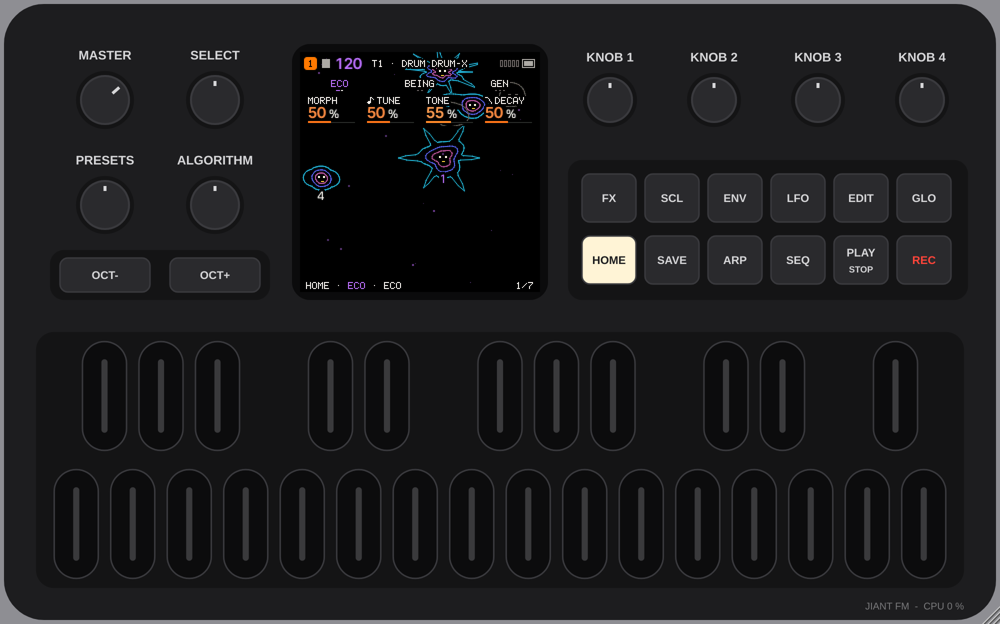 MASTER SELECT
PRESETS ALGORITHM
OCT- OCT+
1 120 T1 · DRUM DRUM-X
ECO BEING GEN
MORPH TUNE TONE DECAY
50 % 50 % 55 % 50 %
1
4
HOME · ECO · ECO 1/7
KNOB 1 KNOB 2 KNOB 3 KNOB 4
FX SCL ENV LFO EDIT GLO
HOME SAVE ARP SEQ PLAY REC
STOP
JIANT FM - CPU 0 %